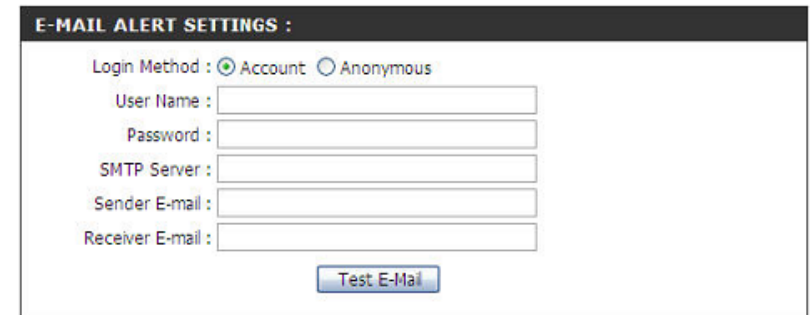 E-MAIL ALERT SETTINGS :
Login Method : Account Anonymous
User Name :
Password :
SMTP Server :
Sender E-mail :
Receiver E-mail :
Test E-Mail